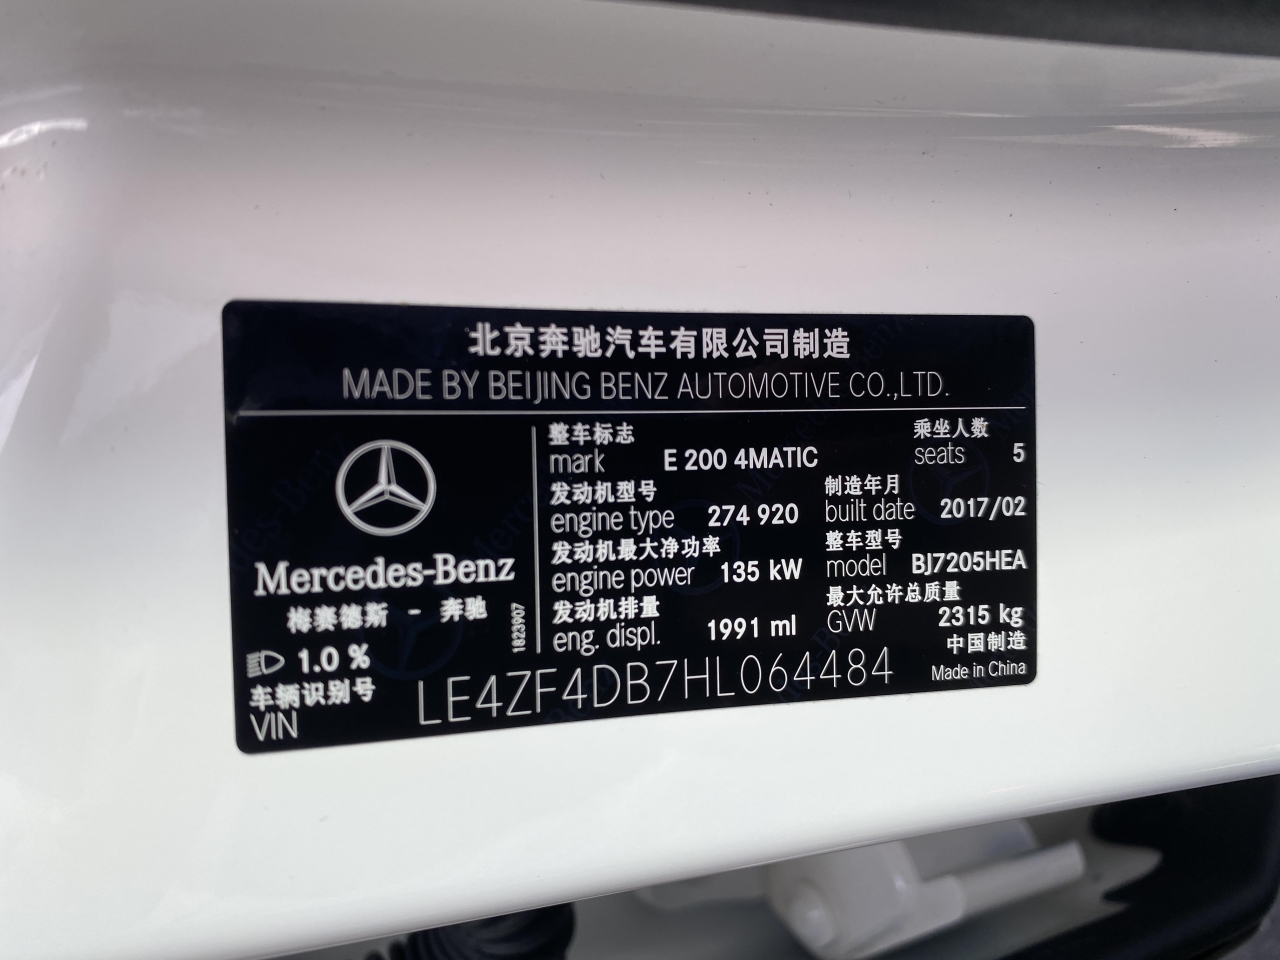 北京奔驰汽车有限公司制造
MADE BY BEIJING BENZ AUTOMOTIVE CO.,LTD.
Mercedes-Benz
梅赛德斯 - 奔驰
1823907
1.0 %
整车标志
mark E 200 4MATIC
乘坐人数
seats 5
发动机型号
engine type 274 920
制造年月
built date 2017/02
发动机最大净功率
engine power 135 kW
整车型号
model BJ7205HEA
发动机排量
eng. displ. 1991 ml
最大允许总质量
GVW 2315 kg
中国制造
Made in China
车辆识别号
VIN LE4ZF4DB7HL064484